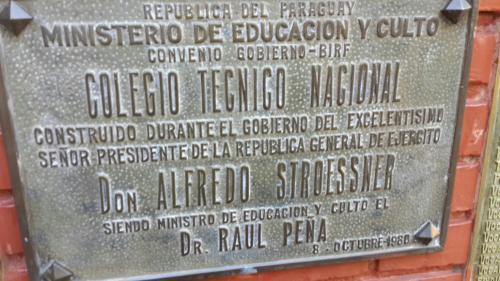 REPUBLICA DEL PARAGUAY
MINISTERIO DE EDUCACION Y CULTO
CONVENIO GOBIERNO-BIRF
COLEGIO TECNICO NACIONAL
CONSTRUIDO DURANTE EL GOBIERNO DEL EXCELENTISIMO
SEÑOR PRESIDENTE DE LA REPUBLICA GENERAL DE EJERCITO
DON ALFREDO STROESSNER
SIENDO MINISTRO DE EDUCACION Y CULTO EL
DR. RAUL PEÑA
8-OCTUBRE-1980